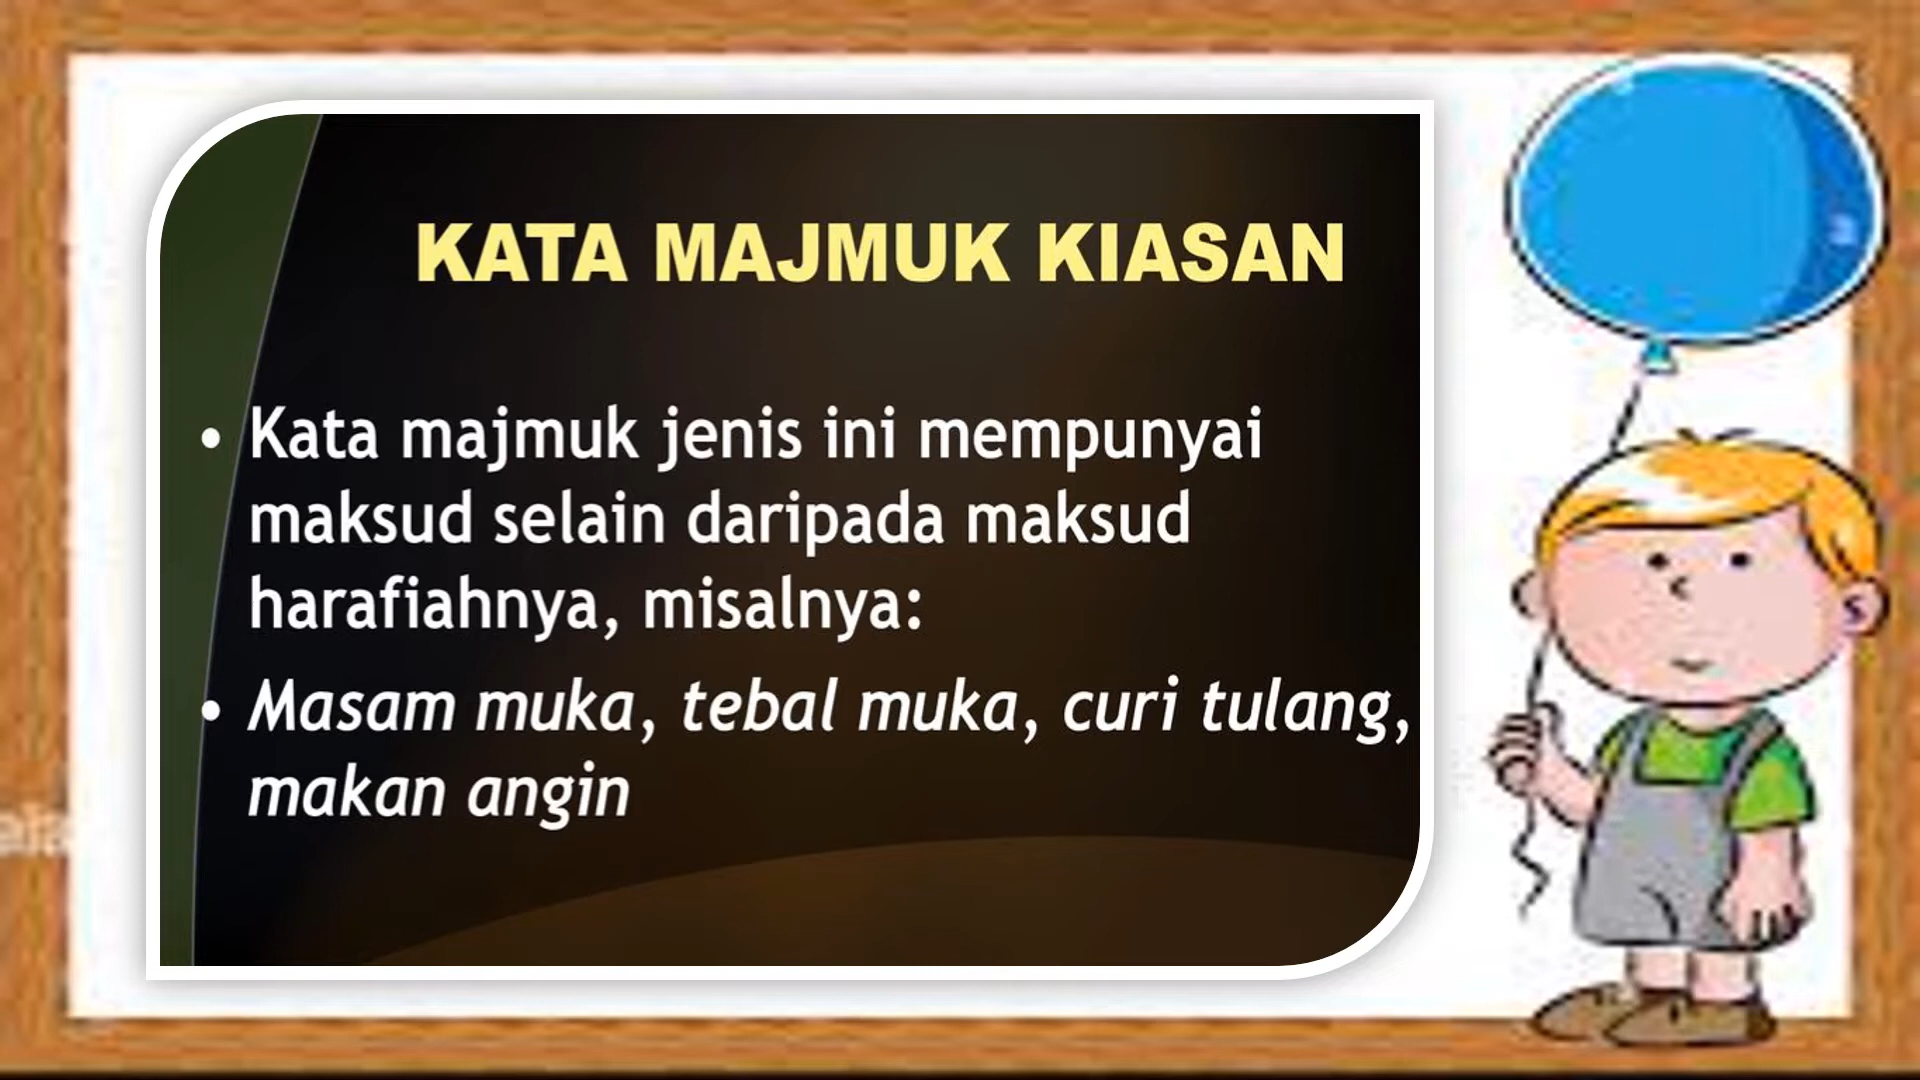 KATA MAJMUK KIASAN
• Kata majmuk jenis ini mempunyai
maksud selain daripada maksud
harafiahnya, misalnya:
• Masam muka, tebal muka, curi tulang,
makan angin